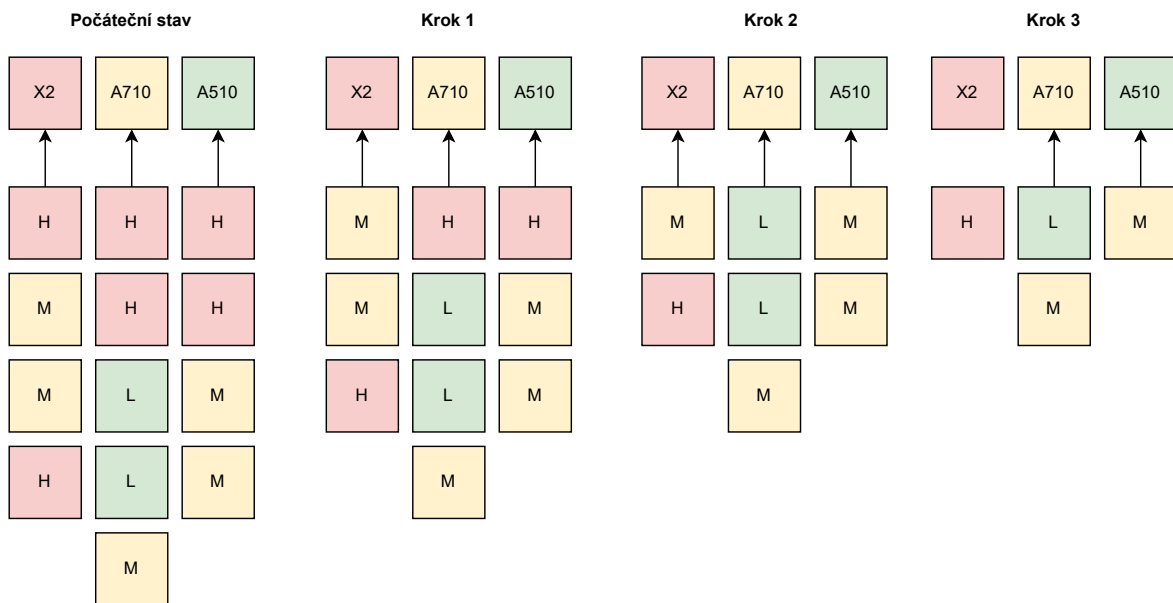 Počáteční stav Krok 1 Krok 2 Krok 3
X2 A710 A510 X2 A710 A510 X2 A710 A510 X2 A710 A510
H H H M H H M L M H L M
M H H M L M H L M M
M L M H L M M
H L M M
M